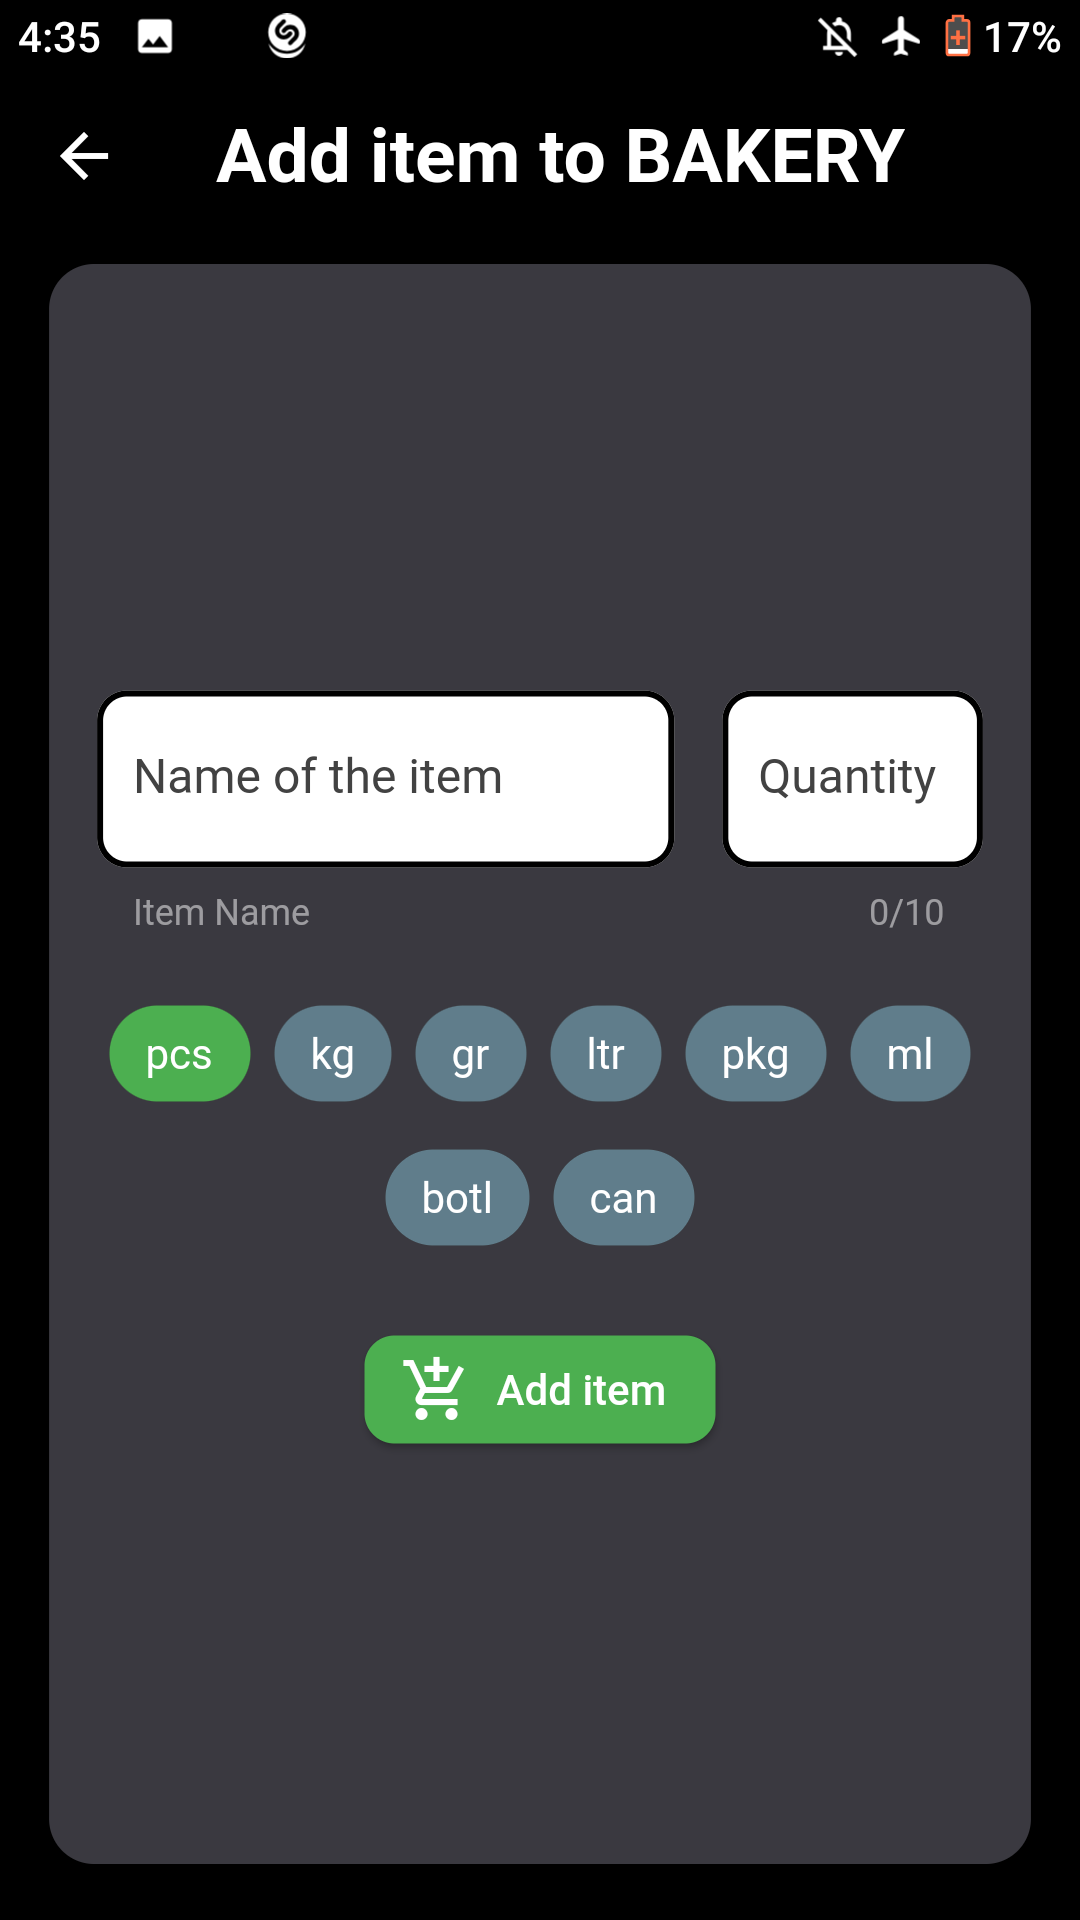 4:35 17%
Add item to BAKERY
Name of the item Quantity
Item Name 0/10
pcs kg gr ltr pkg ml
botl can
Add item